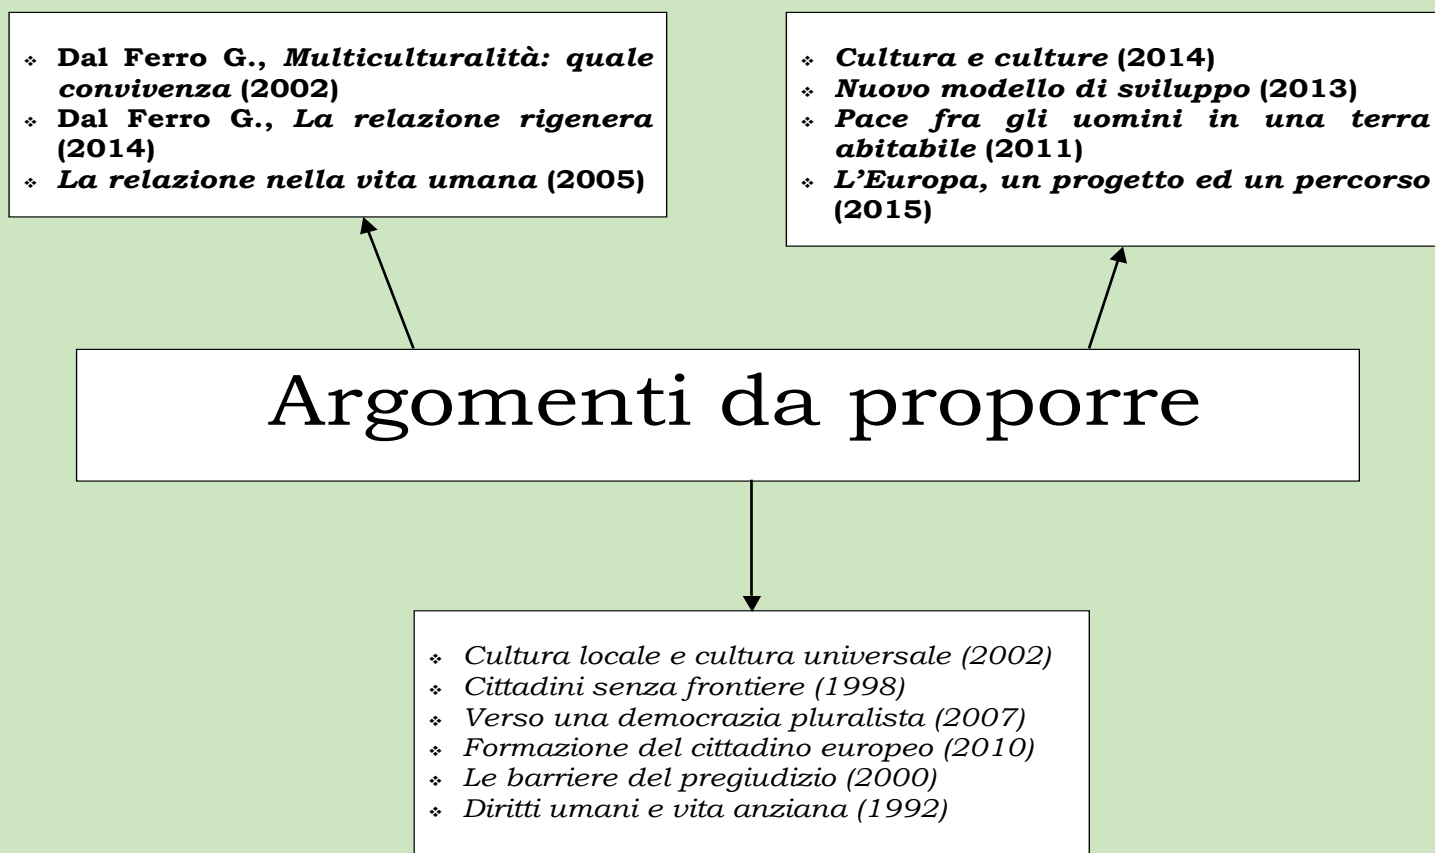 ❖ Dal Ferro G., Multiculturalità: quale
convivenza (2002)
❖ Dal Ferro G., La relazione rigenera
(2014)
❖ La relazione nella vita umana (2005)
❖ Cultura e culture (2014)
❖ Nuovo modello di sviluppo (2013)
❖ Pace fra gli uomini in una terra
abitabile (2011)
❖ L’Europa, un progetto ed un percorso
(2015)
Argomenti da proporre
❖ Cultura locale e cultura universale (2002)
❖ Cittadini senza frontiere (1998)
❖ Verso una democrazia pluralista (2007)
❖ Formazione del cittadino europeo (2010)
❖ Le barriere del pregiudizio (2000)
❖ Diritti umani e vita anziana (1992)